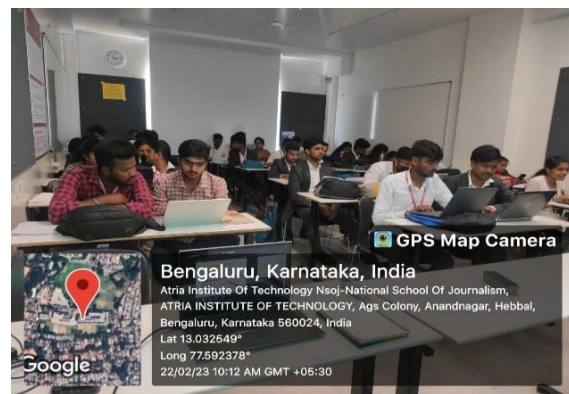 GPS Map Camera
Bengaluru, Karnataka, India
Atria Institute Of Technology Nsoj-National School Of Journalism,
ATRIA INSTITUTE OF TECHNOLOGY, Ags Colony, Anandnagar, Hebbal,
Bengaluru, Karnataka 560024, India
Lat 13.032549°
Long 77.592378°
22/02/23 10:12 AM GMT +05:30
Google